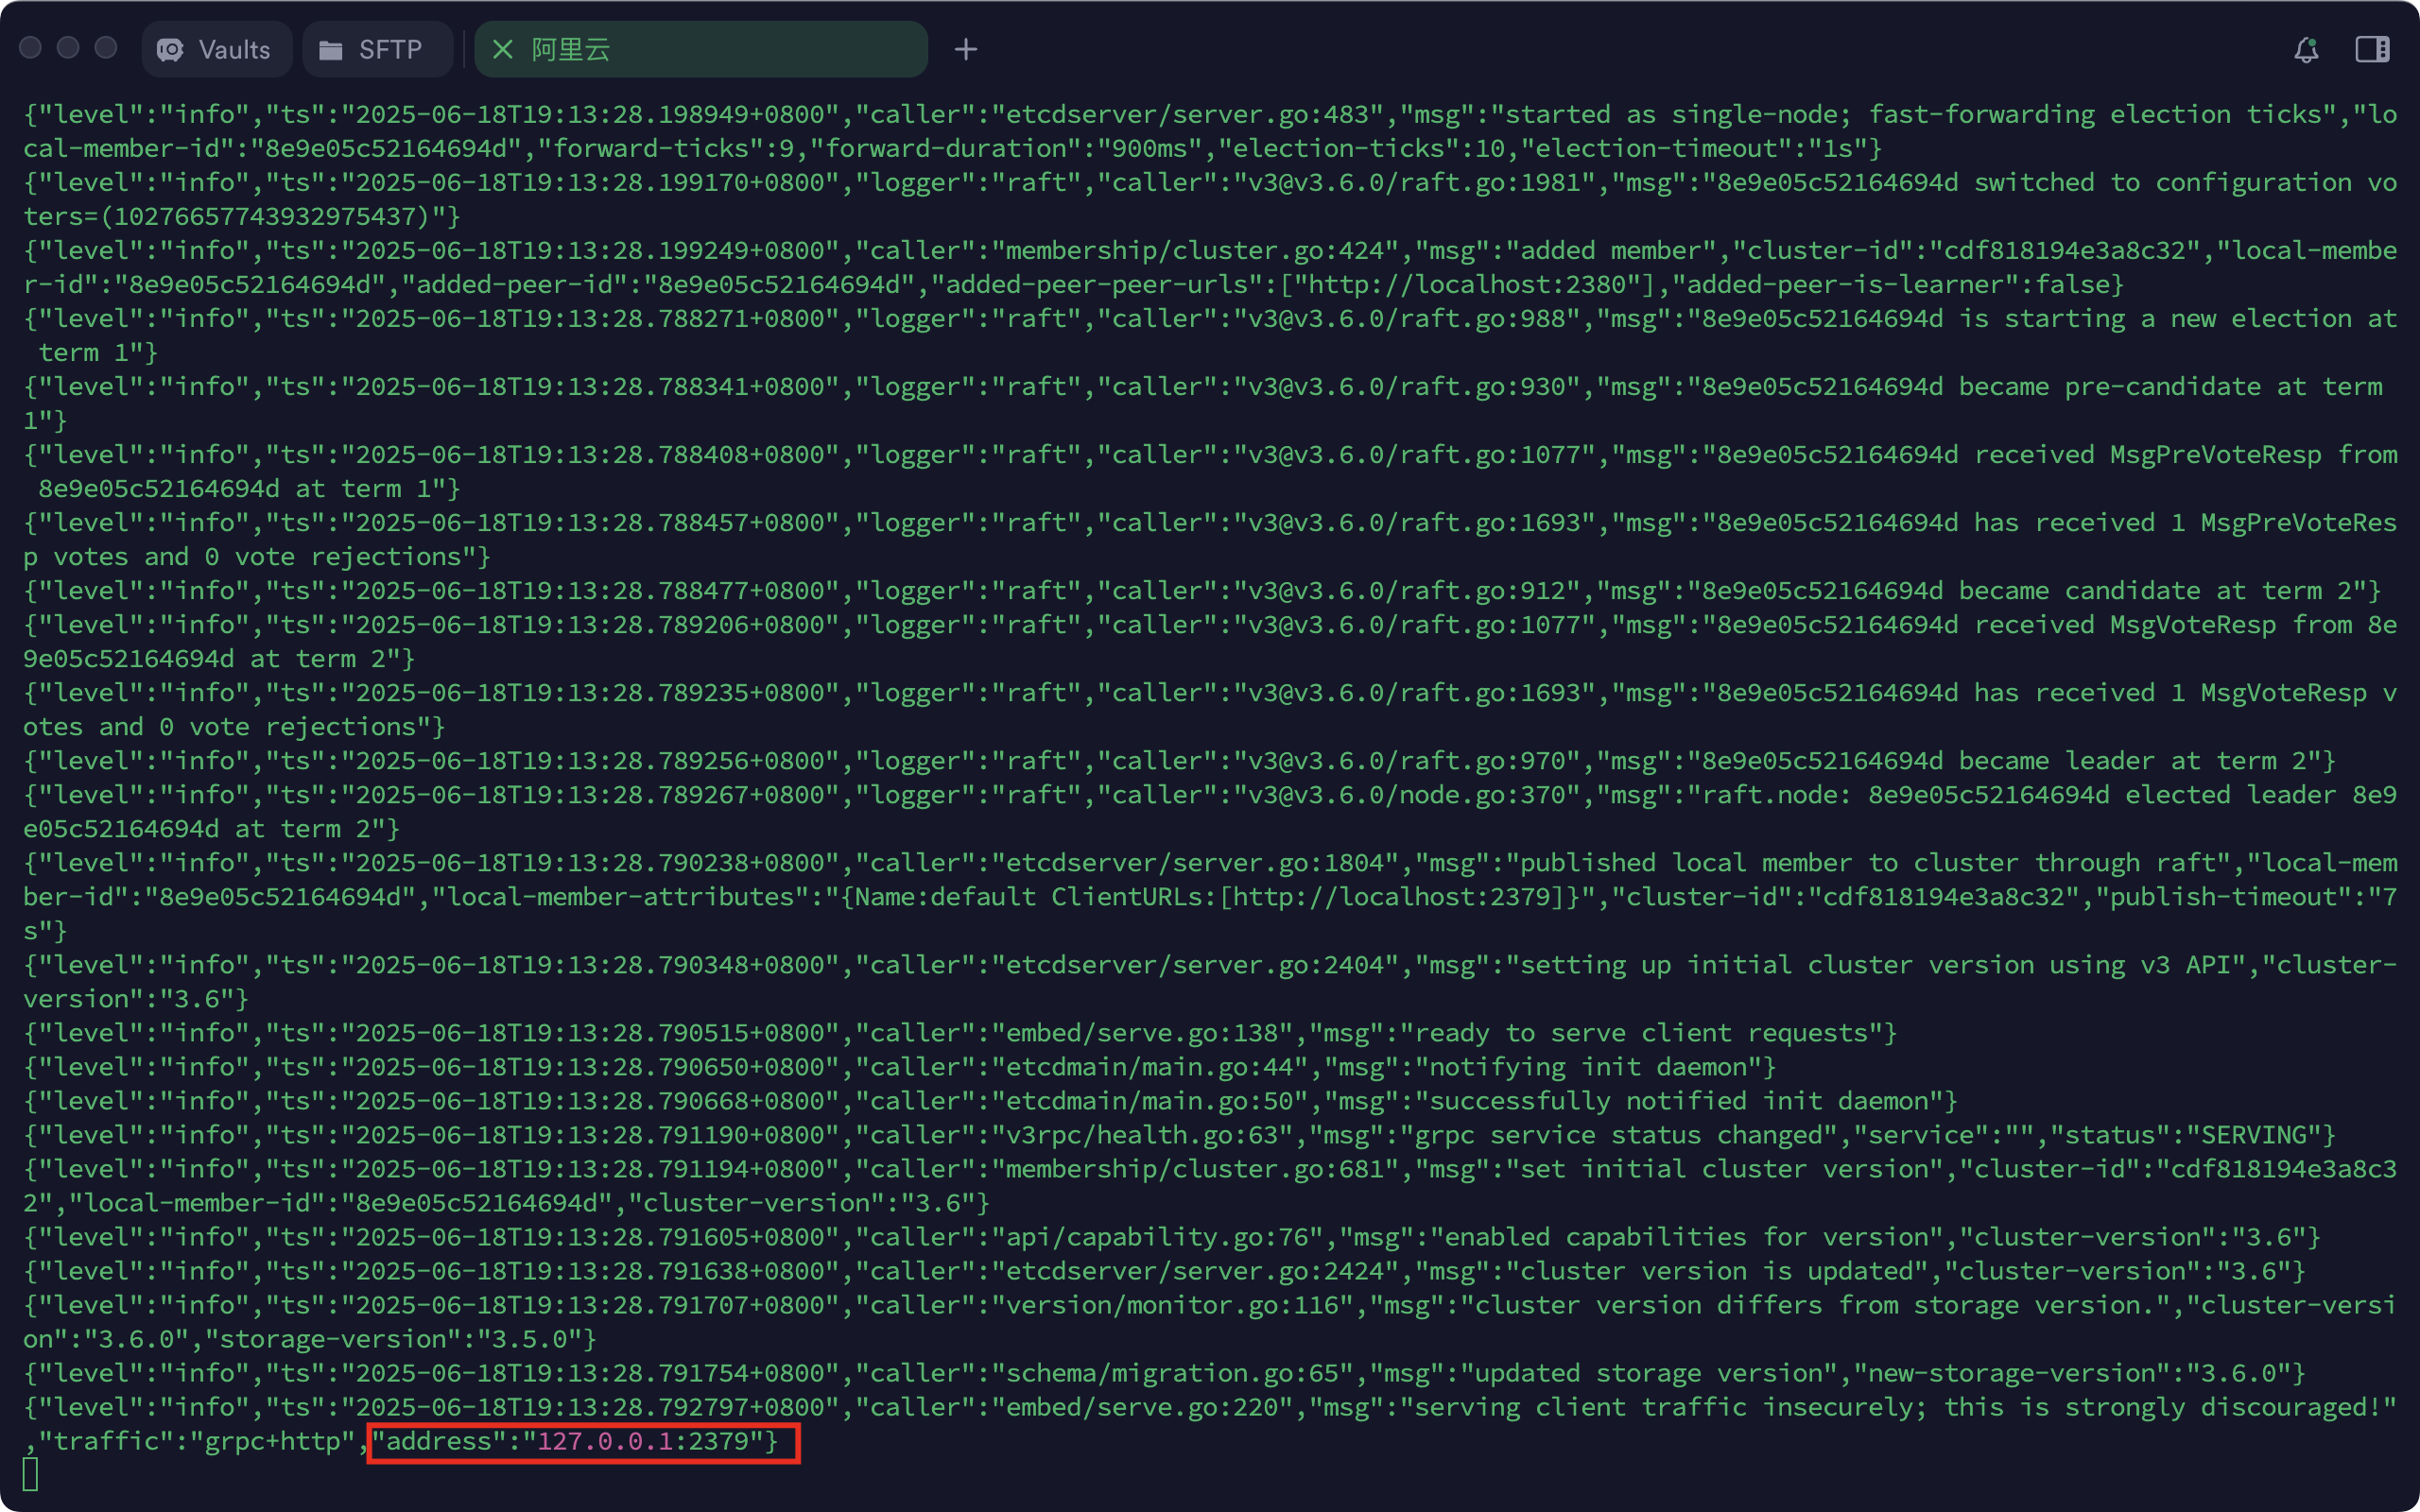 Vaults SFTP 阿里云
{"level":"info","ts":"2025-06-18T19:13:28.198949+0800","caller":"etcdserver/server.go:483","msg":"started as single-node; fast-forwarding election ticks","lo
cal-member-id":"8e9e05c52164694d","forward-ticks":9,"forward-duration":"900ms","election-ticks":10,"election-timeout":"1s"}
{"level":"info","ts":"2025-06-18T19:13:28.199170+0800","logger":"raft","caller":"v3@v3.6.0/raft.go:1981","msg":"8e9e05c52164694d switched to configuration vo
ters=(10276657743932975437)"}
{"level":"info","ts":"2025-06-18T19:13:28.199249+0800","caller":"membership/cluster.go:424","msg":"added member","cluster-id":"cdf818194e3a8c32","local-membe
r-id":"8e9e05c52164694d","added-peer-id":"8e9e05c52164694d","added-peer-peer-urls":["http://localhost:2380"],"added-peer-is-learner":false}
{"level":"info","ts":"2025-06-18T19:13:28.788271+0800","logger":"raft","caller":"v3@v3.6.0/raft.go:988","msg":"8e9e05c52164694d is starting a new election at
 term 1"}
{"level":"info","ts":"2025-06-18T19:13:28.788341+0800","logger":"raft","caller":"v3@v3.6.0/raft.go:930","msg":"8e9e05c52164694d became pre-candidate at term
1"}
{"level":"info","ts":"2025-06-18T19:13:28.788408+0800","logger":"raft","caller":"v3@v3.6.0/raft.go:1077","msg":"8e9e05c52164694d received MsgPreVoteResp from
 8e9e05c52164694d at term 1"}
{"level":"info","ts":"2025-06-18T19:13:28.788457+0800","logger":"raft","caller":"v3@v3.6.0/raft.go:1693","msg":"8e9e05c52164694d has received 1 MsgPreVoteRes
p votes and 0 vote rejections"}
{"level":"info","ts":"2025-06-18T19:13:28.788477+0800","logger":"raft","caller":"v3@v3.6.0/raft.go:912","msg":"8e9e05c52164694d became candidate at term 2"}
{"level":"info","ts":"2025-06-18T19:13:28.789206+0800","logger":"raft","caller":"v3@v3.6.0/raft.go:1077","msg":"8e9e05c52164694d received MsgVoteResp from 8e
9e05c52164694d at term 2"}
{"level":"info","ts":"2025-06-18T19:13:28.789235+0800","logger":"raft","caller":"v3@v3.6.0/raft.go:1693","msg":"8e9e05c52164694d has received 1 MsgVoteResp v
otes and 0 vote rejections"}
{"level":"info","ts":"2025-06-18T19:13:28.789256+0800","logger":"raft","caller":"v3@v3.6.0/raft.go:970","msg":"8e9e05c52164694d became leader at term 2"}
{"level":"info","ts":"2025-06-18T19:13:28.789267+0800","logger":"raft","caller":"v3@v3.6.0/node.go:370","msg":"raft.node: 8e9e05c52164694d elected leader 8e9
e05c52164694d at term 2"}
{"level":"info","ts":"2025-06-18T19:13:28.790238+0800","caller":"etcdserver/server.go:1804","msg":"published local member to cluster through raft","local-mem
ber-id":"8e9e05c52164694d","local-member-attributes":"{Name:default ClientURLs:[http://localhost:2379]}","cluster-id":"cdf818194e3a8c32","publish-timeout":"7
s"}
{"level":"info","ts":"2025-06-18T19:13:28.790348+0800","caller":"etcdserver/server.go:2404","msg":"setting up initial cluster version using v3 API","cluster-
version":"3.6"}
{"level":"info","ts":"2025-06-18T19:13:28.790515+0800","caller":"embed/serve.go:138","msg":"ready to serve client requests"}
{"level":"info","ts":"2025-06-18T19:13:28.790650+0800","caller":"etcdmain/main.go:44","msg":"notifying init daemon"}
{"level":"info","ts":"2025-06-18T19:13:28.790668+0800","caller":"etcdmain/main.go:50","msg":"successfully notified init daemon"}
{"level":"info","ts":"2025-06-18T19:13:28.791190+0800","caller":"v3rpc/health.go:63","msg":"grpc service status changed","service":"","status":"SERVING"}
{"level":"info","ts":"2025-06-18T19:13:28.791194+0800","caller":"membership/cluster.go:681","msg":"set initial cluster version","cluster-id":"cdf818194e3a8c3
2","local-member-id":"8e9e05c52164694d","cluster-version":"3.6"}
{"level":"info","ts":"2025-06-18T19:13:28.791605+0800","caller":"api/capability.go:76","msg":"enabled capabilities for version","cluster-version":"3.6"}
{"level":"info","ts":"2025-06-18T19:13:28.791638+0800","caller":"etcdserver/server.go:2424","msg":"cluster version is updated","cluster-version":"3.6"}
{"level":"info","ts":"2025-06-18T19:13:28.791707+0800","caller":"version/monitor.go:116","msg":"cluster version differs from storage version.","cluster-versi
on":"3.6.0","storage-version":"3.5.0"}
{"level":"info","ts":"2025-06-18T19:13:28.791754+0800","caller":"schema/migration.go:65","msg":"updated storage version","new-storage-version":"3.6.0"}
{"level":"info","ts":"2025-06-18T19:13:28.792797+0800","caller":"embed/serve.go:220","msg":"serving client traffic insecurely; this is strongly discouraged!"
,"traffic":"grpc+http","address":"127.0.0.1:2379"}